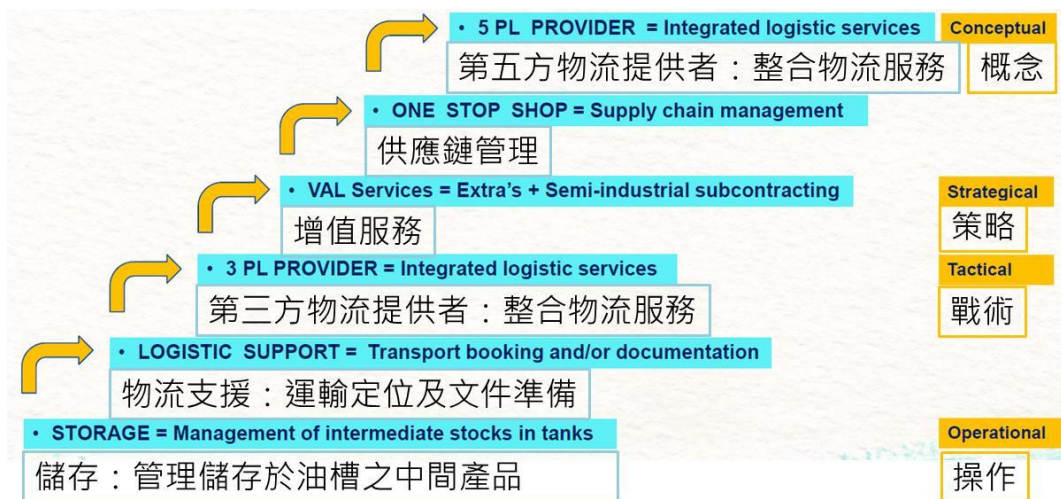 • 5 PL PROVIDER = Integrated logistic services
Conceptual
第五方物流提供者：整合物流服務
概念
• ONE STOP SHOP = Supply chain management
供應鏈管理
• VAL Services = Extra's + Semi-industrial subcontracting
Strategical
增值服務
策略
• 3 PL PROVIDER = Integrated logistic services
Tactical
第三方物流提供者：整合物流服務
戰術
• LOGISTIC SUPPORT = Transport booking and/or documentation
物流支援：運輸定位及文件準備
• STORAGE = Management of intermediate stocks in tanks
Operational
儲存：管理儲存於油槽之中間產品
操作